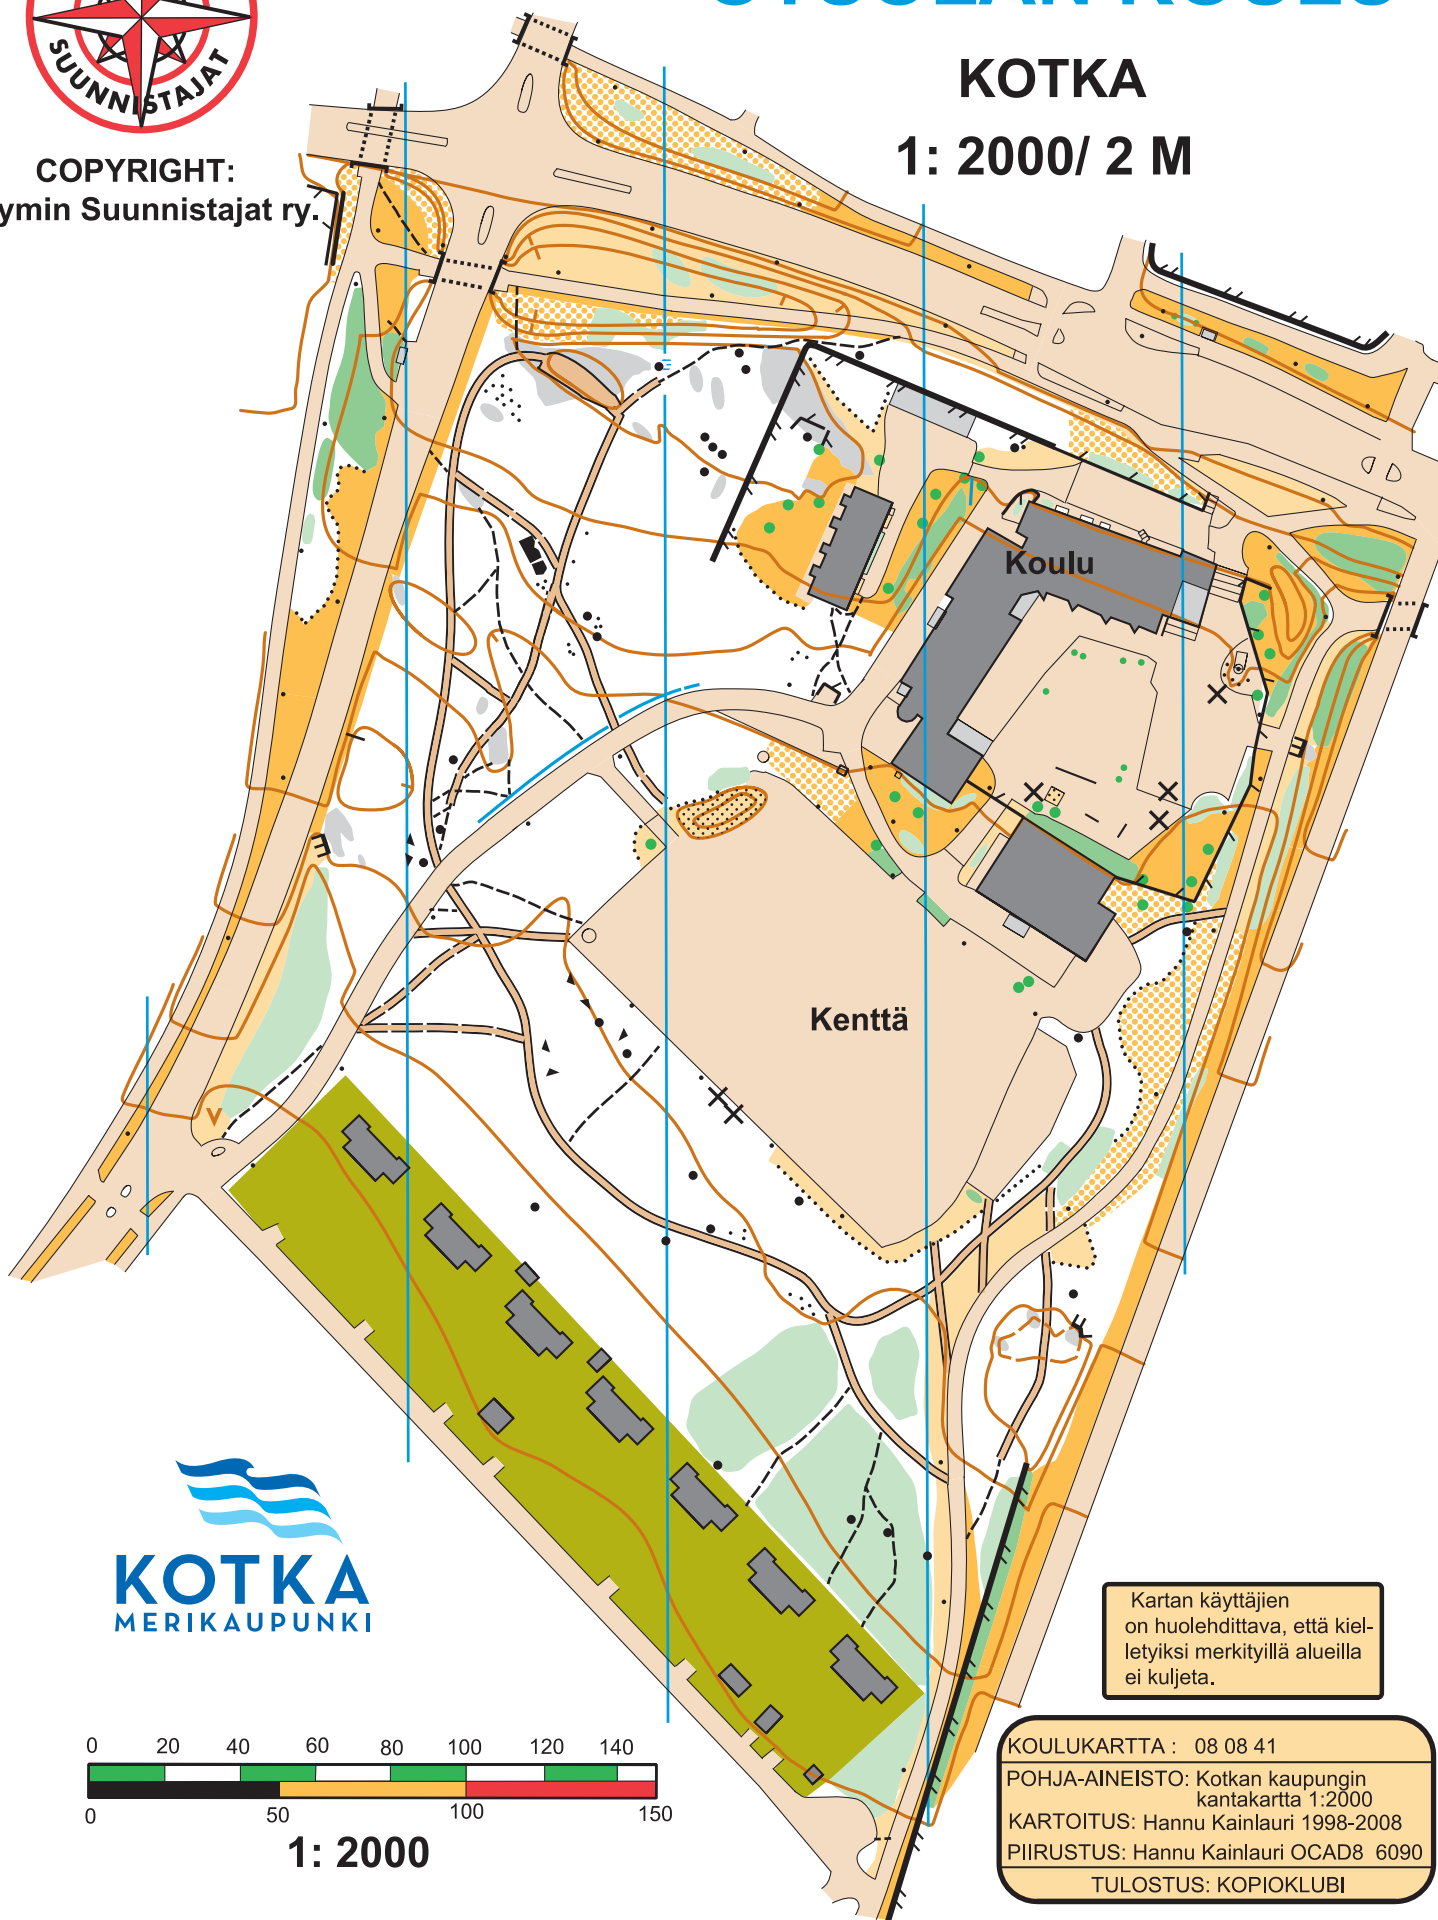 SUUNNISTAJAT
COPYRIGHT:
ymin Suunnistajat ry.
KOULU
KOTKA
1: 2000/ 2 M
Koulu
Kenttä
KOTKA
MERIKAUPUNKI
0 20 40 60 80 100 120 140
0 50 100 150
1: 2000
Kartan käyttäjien
on huolehdittava, että kiel-
letyiksi merkityillä alueilla
ei kuljeta.
KOULUKARTTA : 08 08 41
POHJA-AINEISTO: Kotkan kaupungin
kantakartta 1:2000
KARTOITUS: Hannu Kainlauri 1998-2008
PIIRUSTUS: Hannu Kainlauri OCAD8 6090
TULOSTUS: KOPIOKLUBI